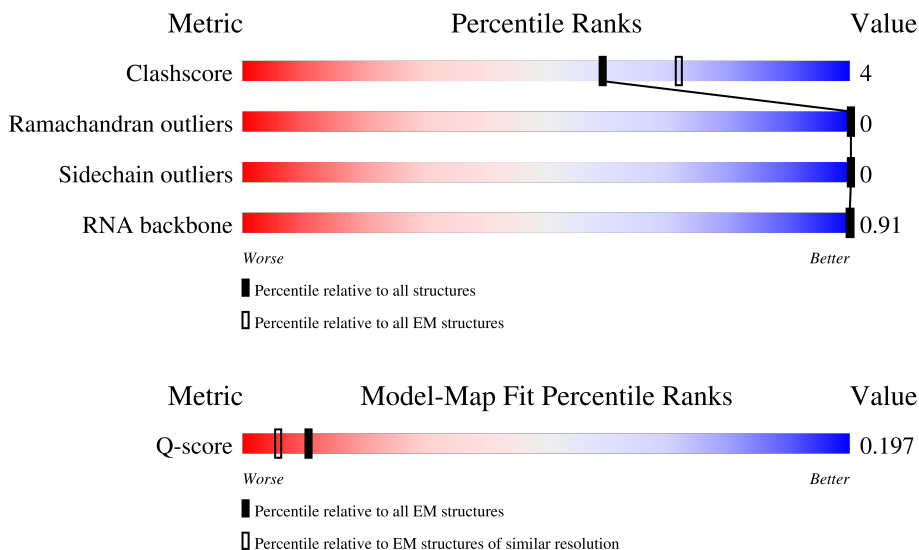 Metric Percentile Ranks Value
Clashscore 4
Ramachandran outliers 0
Sidechain outliers 0
RNA backbone 0.91
Worse Better
Percentile relative to all structures
Percentile relative to all EM structures
Metric Model-Map Fit Percentile Ranks Value
Q-score 0.197
Worse Better
Percentile relative to all EM structures
Percentile relative to EM structures of similar resolution